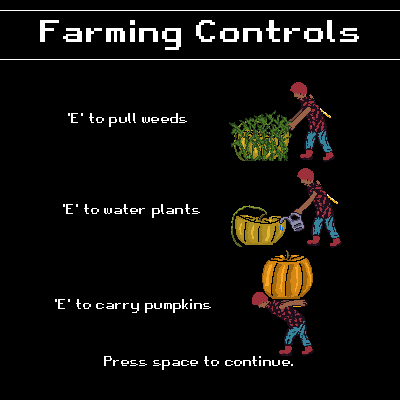 Farming Controls
'E' to pull weeds
'E' to water plants
'E' to carry pumpkins
Press space to continue.